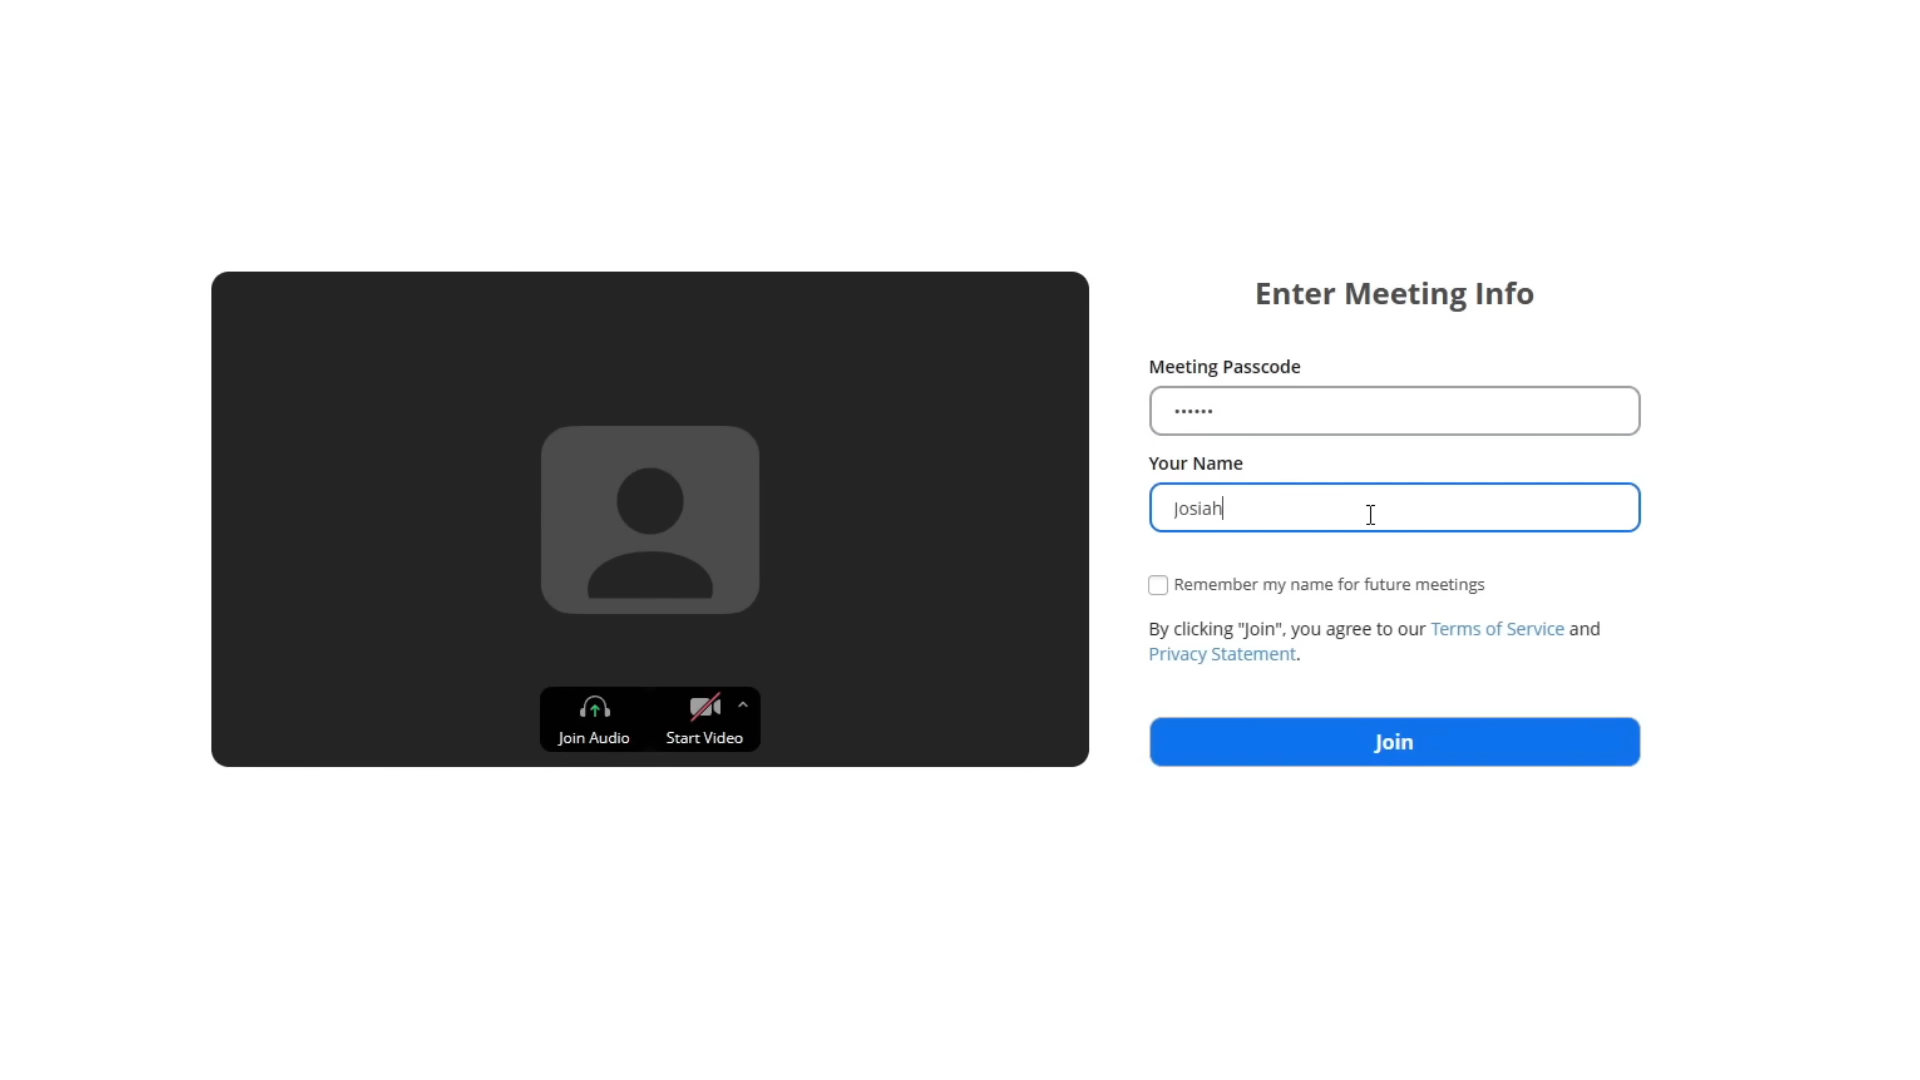 Enter Meeting Info
Meeting Passcode
••••••
Your Name
Josiah
Remember my name for future meetings
By clicking "Join", you agree to our Terms of Service and
Privacy Statement.
Join Audio
Start Video
Join